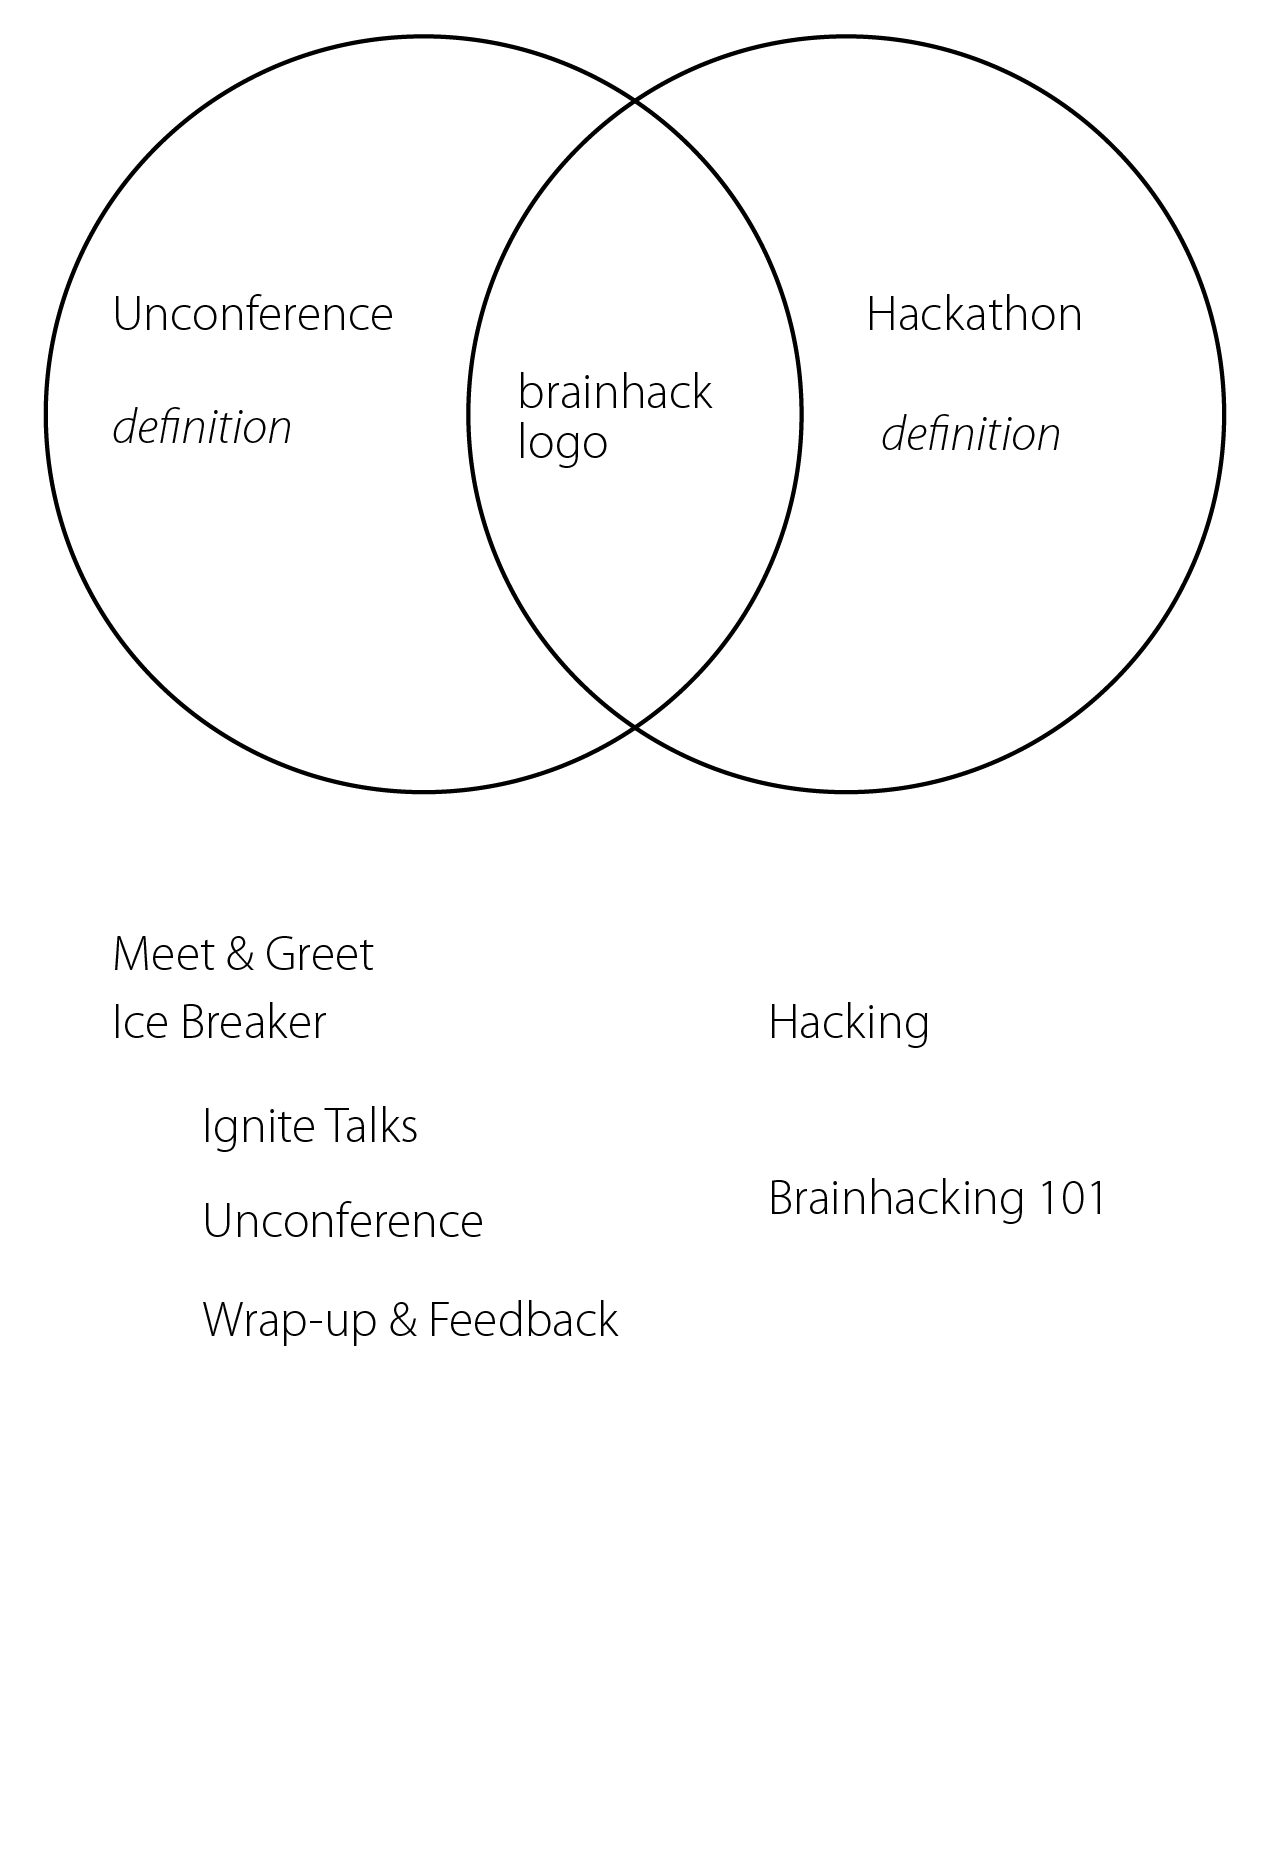 Unconference
definition
brainhack
logo
Hackathon
definition
Meet & Greet
Ice Breaker
Ignite Talks
Unconference
Wrap-up & Feedback
Hacking
Brainhacking 101